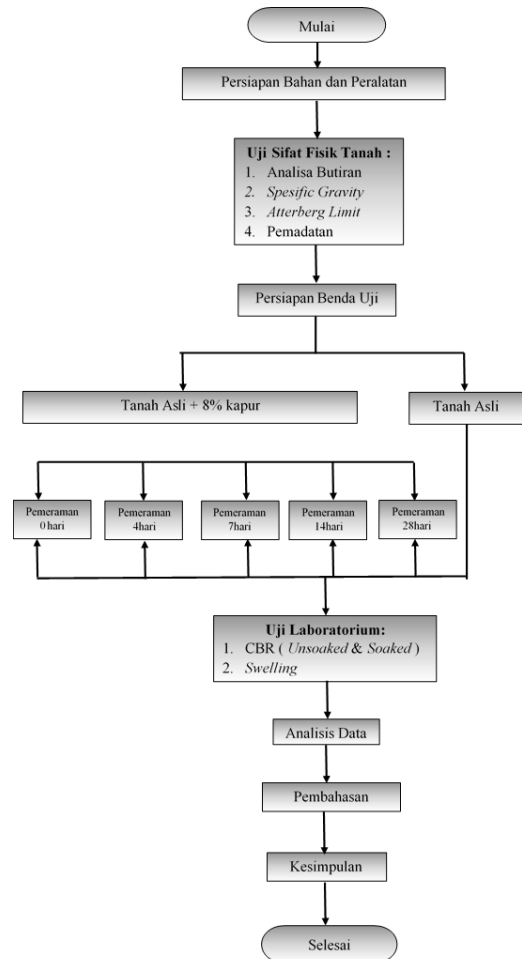 Mulai
Persiapan Bahan dan Peralatan
Uji Sifat Fisik Tanah :
1. Analisa Butiran
2. Spesific Gravity
3. Atterberg Limit
4. Pemadatan
Persiapan Benda Uji
Tanah Asli + 8% kapur
Tanah Asli
Pemeraman
0hari
Pemeraman
4hari
Pemeraman
7hari
Pemeraman
14hari
Pemeraman
28hari
Uji Laboratorium:
1. CBR ( Unsoaked & Soaked )
2. Swelling
Analisis Data
Pembahasan
Kesimpulan
Selesai